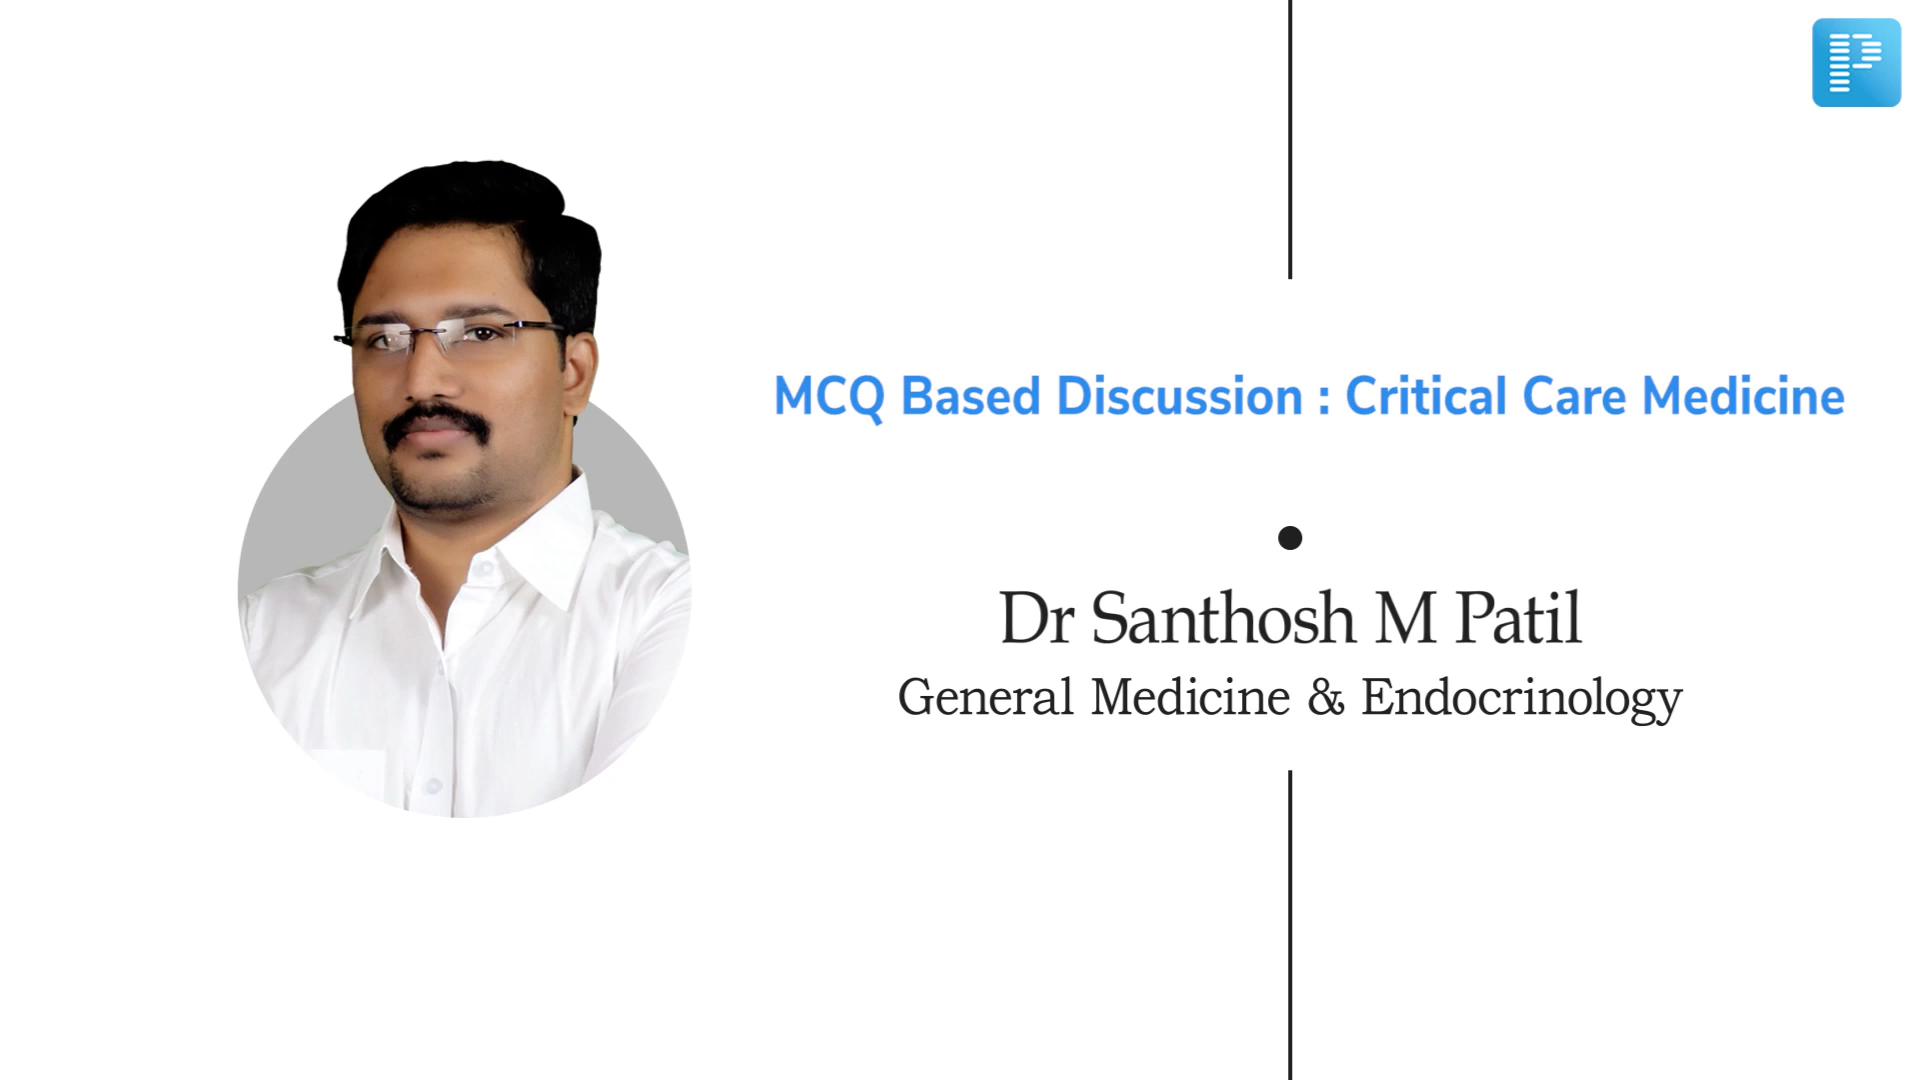 MCQ Based Discussion : Critical Care Medicine
Dr Santhosh M Patil
General Medicine & Endocrinology